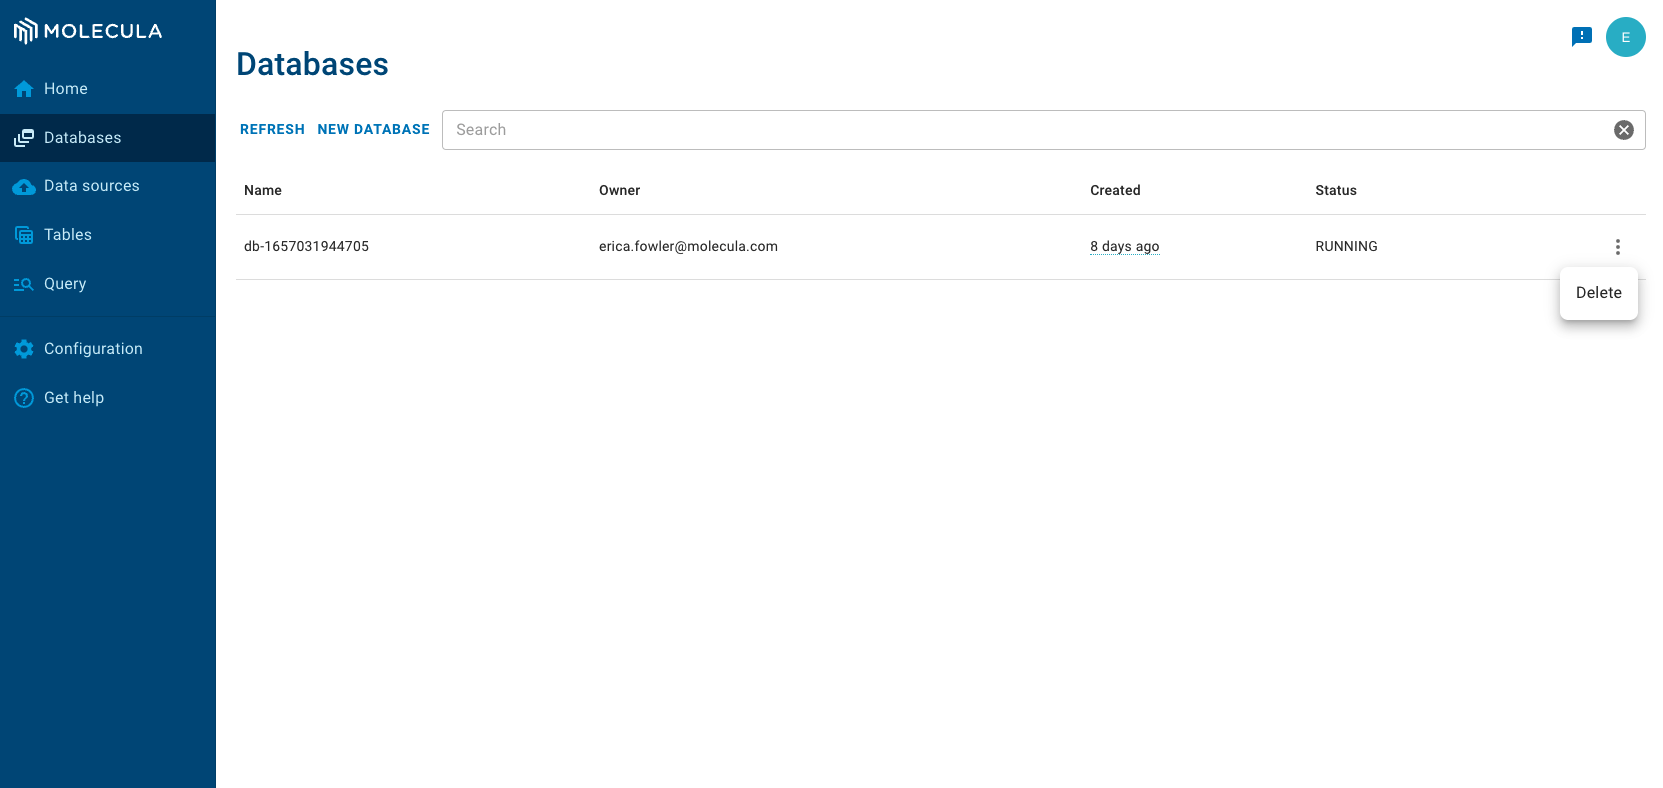 MOLECULA
Home
Databases
Data sources
Tables
Query
Configuration
Get help
E
Databases
REFRESH NEW DATABASE Search
Name Owner Created Status
db-1657031944705 erica.fowler@molecula.com 8 days ago RUNNING
Delete